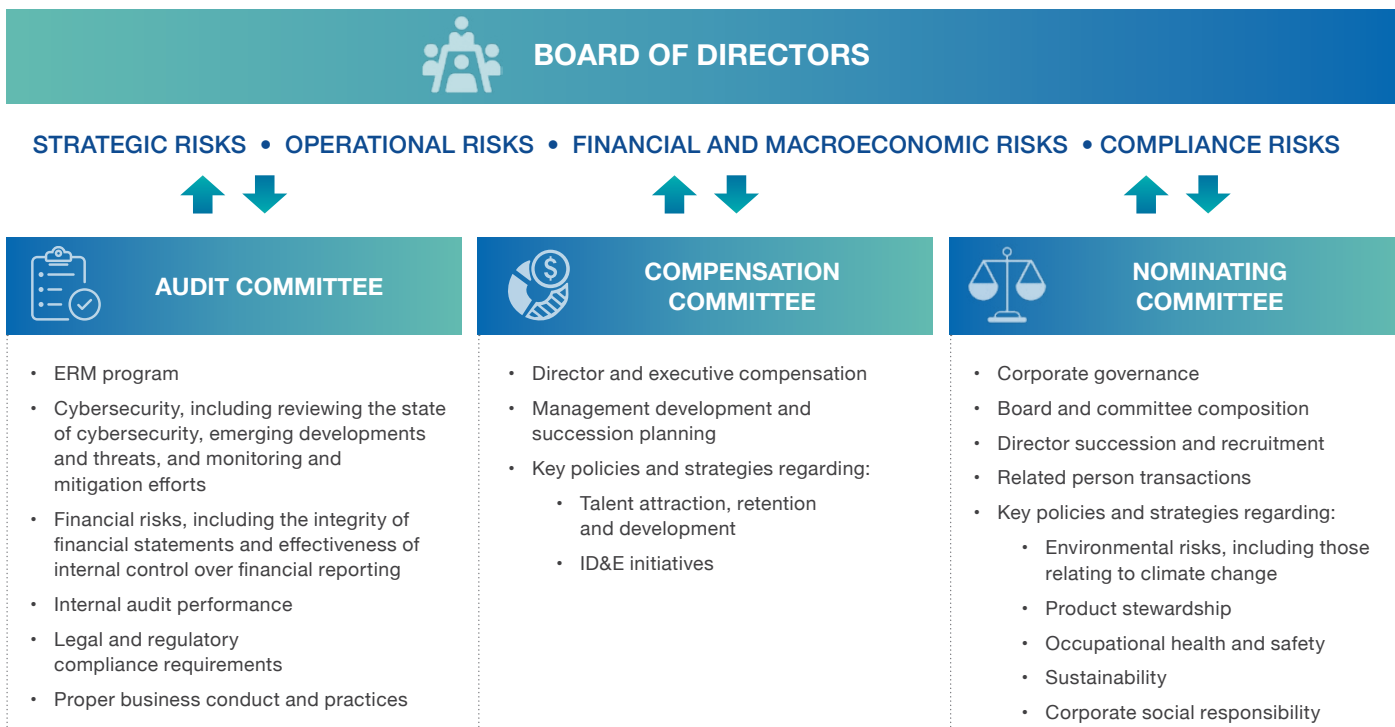 BOARD OF DIRECTORS
STRATEGIC RISKS • OPERATIONAL RISKS • FINANCIAL AND MACROECONOMIC RISKS • COMPLIANCE RISKS
AUDIT COMMITTEE
• ERM program
• Cybersecurity, including reviewing the state
of cybersecurity, emerging developments
and threats, and monitoring and
mitigation efforts
• Financial risks, including the integrity of
financial statements and effectiveness of
internal control over financial reporting
• Internal audit performance
• Legal and regulatory
compliance requirements
• Proper business conduct and practices
$
COMPENSATION
COMMITTEE
• Director and executive compensation
• Management development and
succession planning
• Key policies and strategies regarding:
• Talent attraction, retention
and development
• ID&E initiatives
NOMINATING
COMMITTEE
• Corporate governance
• Board and committee composition
• Director succession and recruitment
• Related person transactions
• Key policies and strategies regarding:
• Environmental risks, including those
relating to climate change
• Product stewardship
• Occupational health and safety
• Sustainability
• Corporate social responsibility